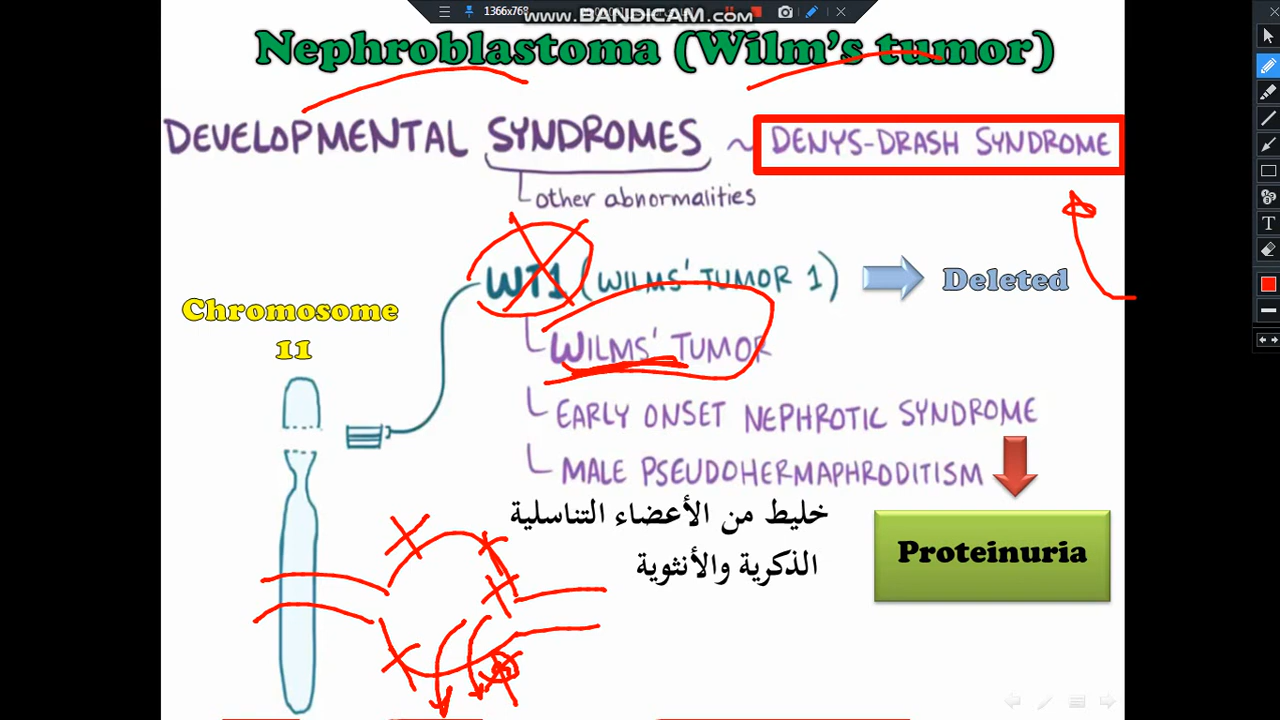 1366x768
www.BANDICAM.com
Nephroblastoma (Wilm's tumor)
DEVELOPMENTAL SYNDROMES ~ DENYS-DRASH SYNDROME
other abnormalities
WT1 (WILMS' TUMOR 1)
Deleted
Chromosome
11
WILMS' TUMOR
EARLY ONSET NEPHROTIC SYNDROME
MALE PSEUDOHERMAPHRODITISM
خليط من الأعضاء التناسلية
الذكرية والأنثوية
Proteinuria